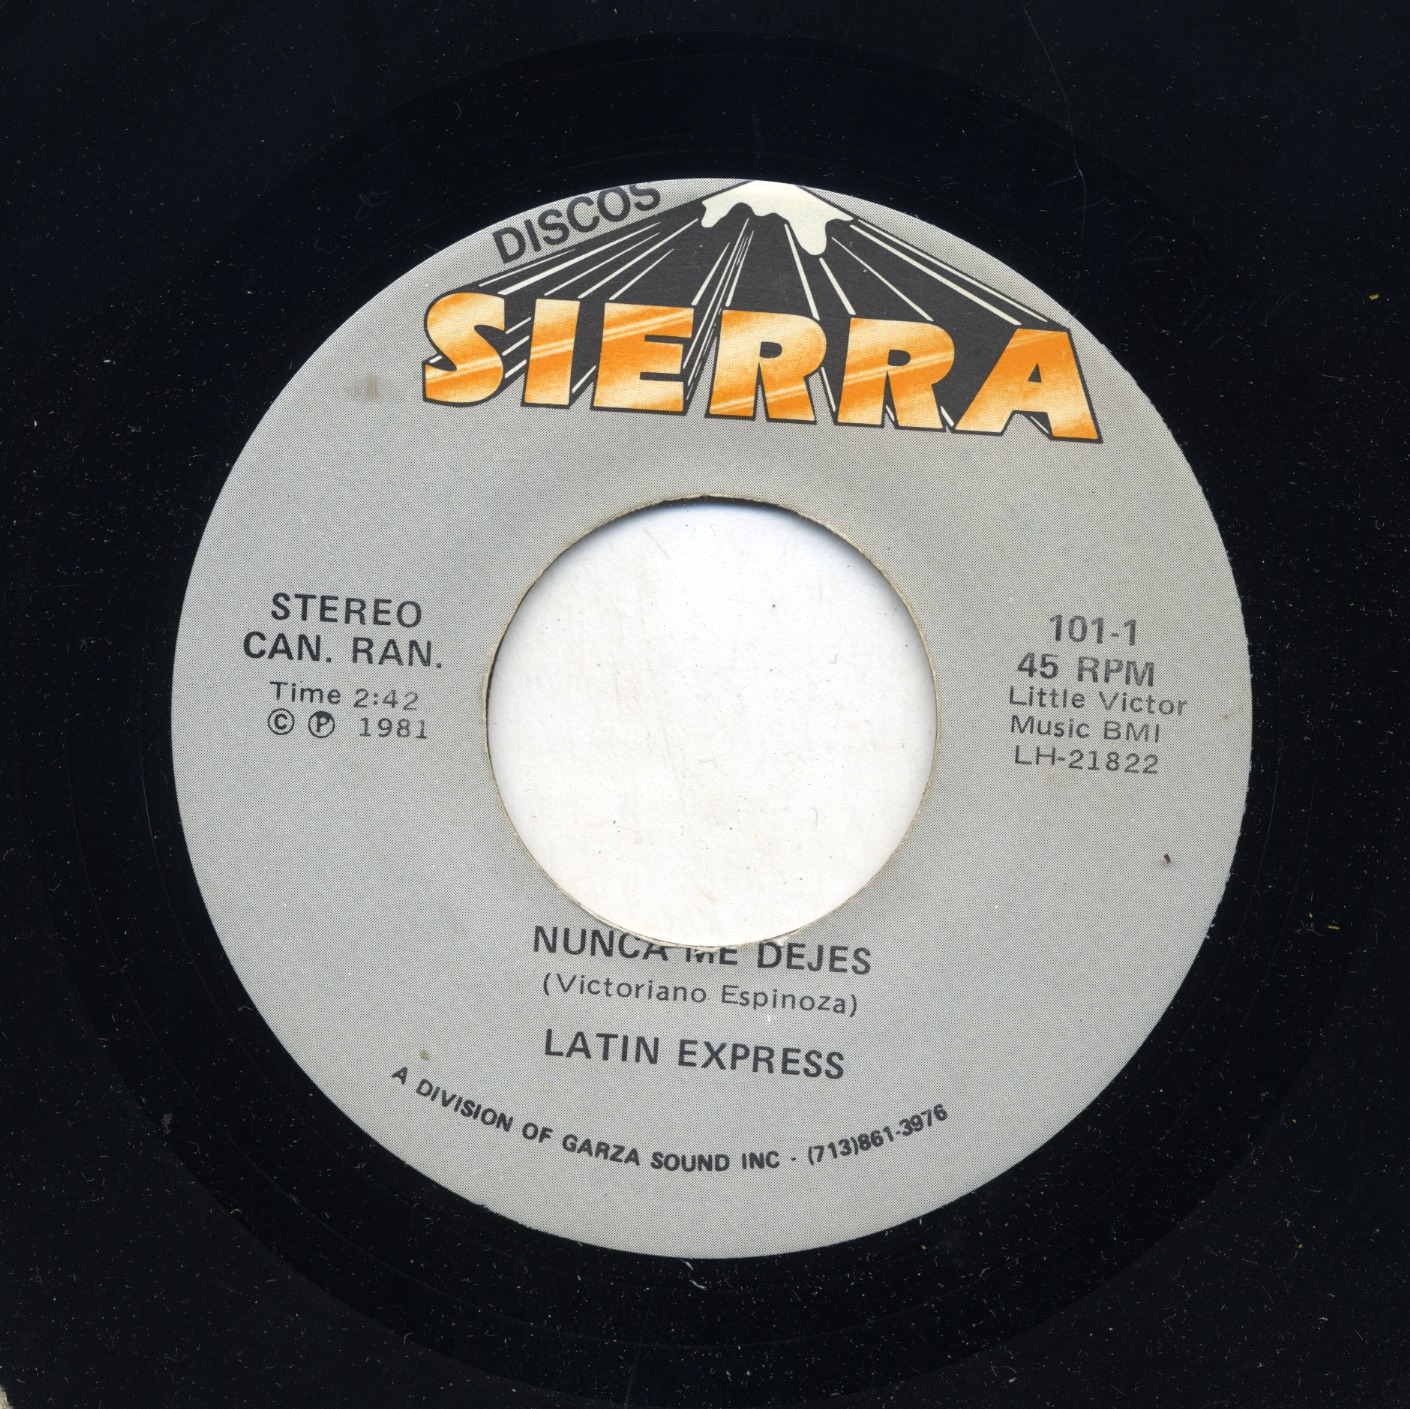 DISCOS
SIERRA
STEREO
CAN. RAN.
Time 2:42
© ℗ 1981
101-1
45 RPM
Little Victor
Music BMI
LH-21822
NUNCA ME DEJES
(Victoriano Espinoza)
LATIN EXPRESS
A DIVISION OF GARZA SOUND INC - (713)861-3976